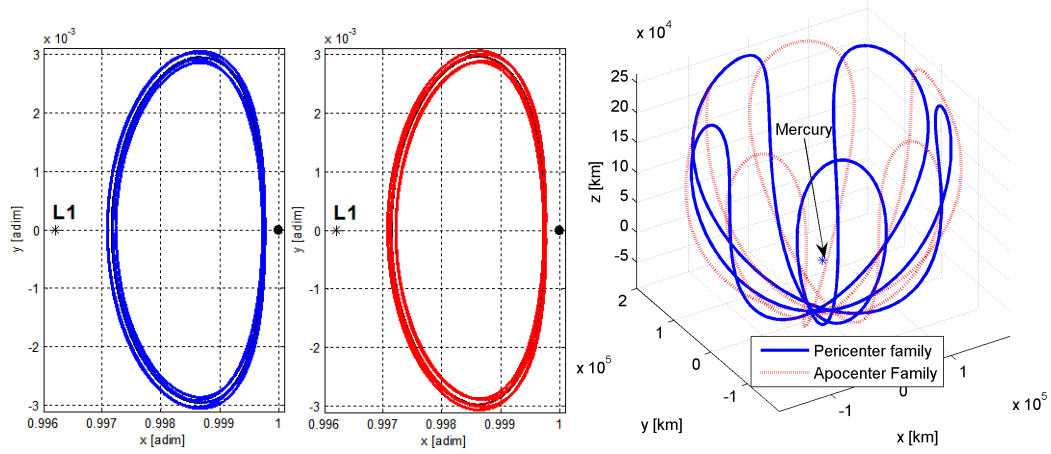 x 10⁻³
3
2
1
0
-1
-2
-3
y [adim]
L1
0.996
0.997
0.998
0.999
1
x [adim]
x 10⁻³
3
2
1
0
-1
-2
-3
y [adim]
L1
0.996
0.997
0.998
0.999
1
x [adim]
x 10⁴
25
20
15
10
5
0
-5
z [km]
Mercury
2
1
0
-1
x 10⁵
y [km]
Pericenter family
Apocenter Family
-1
0
1
x 10⁵
x [km]